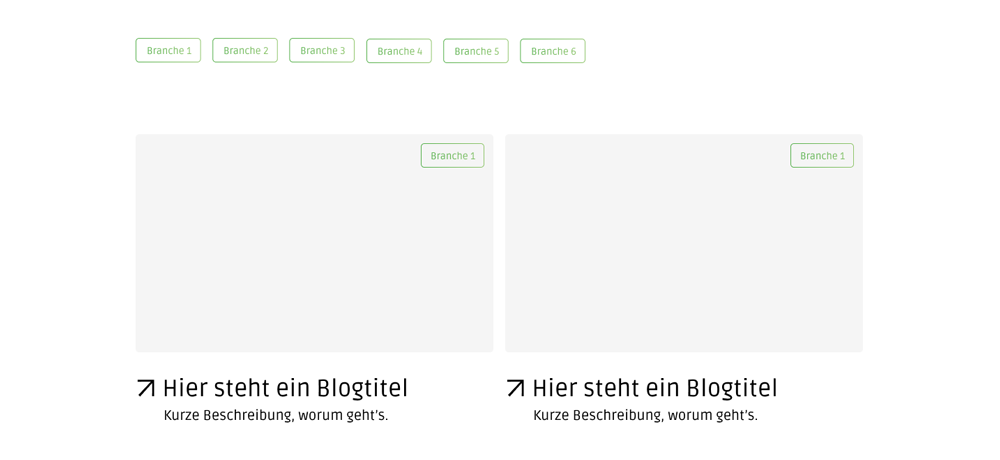 Branche 1 Branche 2 Branche 3 Branche 4 Branche 5 Branche 6
Branche 1
Branche 1
Hier steht ein Blogtitel
Kurze Beschreibung, worum geht's.
Hier steht ein Blogtitel
Kurze Beschreibung, worum geht's.